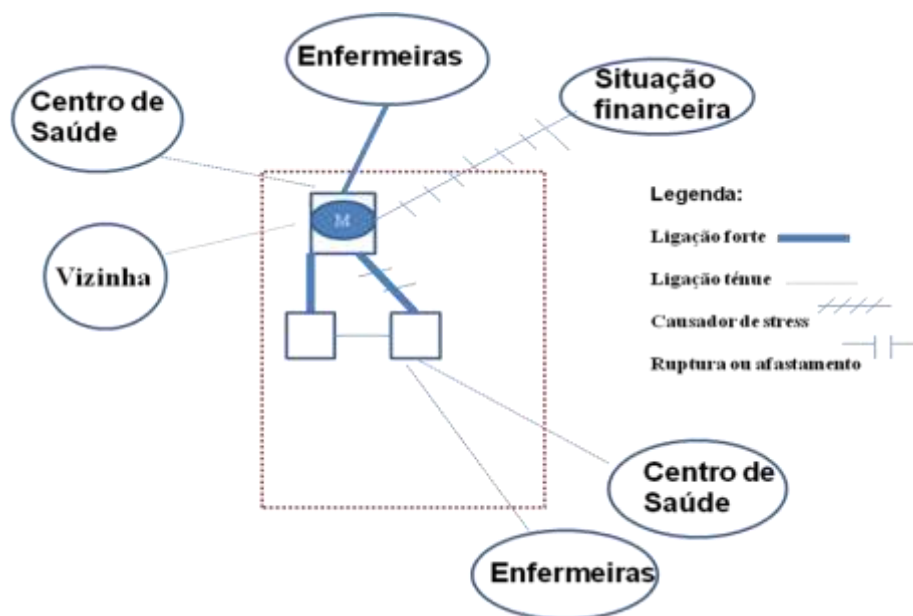 Enfermeiras
Situação
financeira
Centro de
Saúde
M
Vizinha
Legenda:
Ligação forte
Ligação ténue
Causador de stress
Ruptura ou afastamento
Centro de
Saúde
Enfermeiras